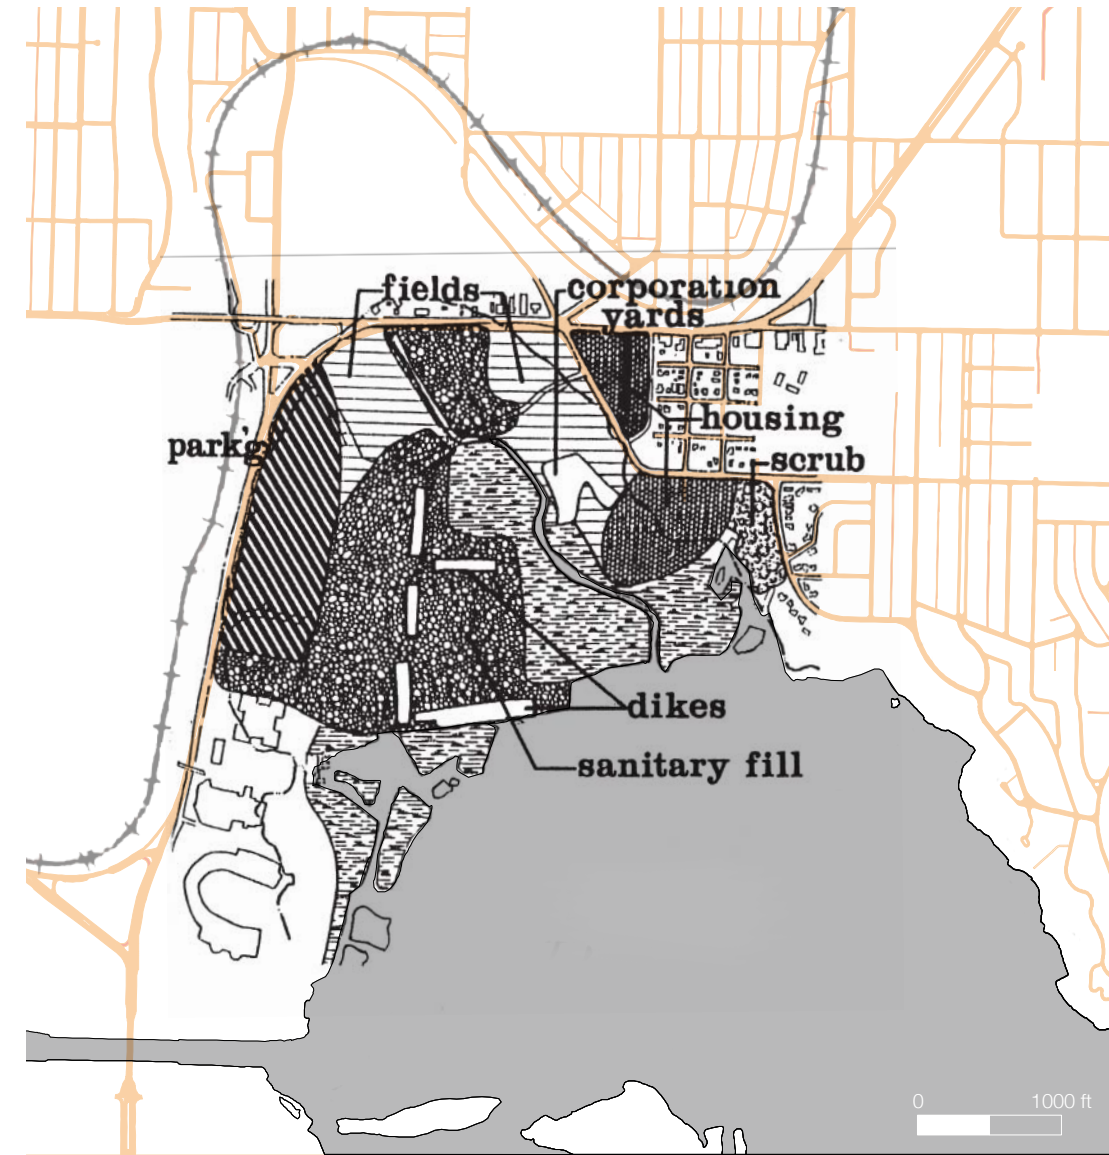 fields
corporation
yards
park'g
housing
scrub
dikes
sanitary fill
0 1000 ft